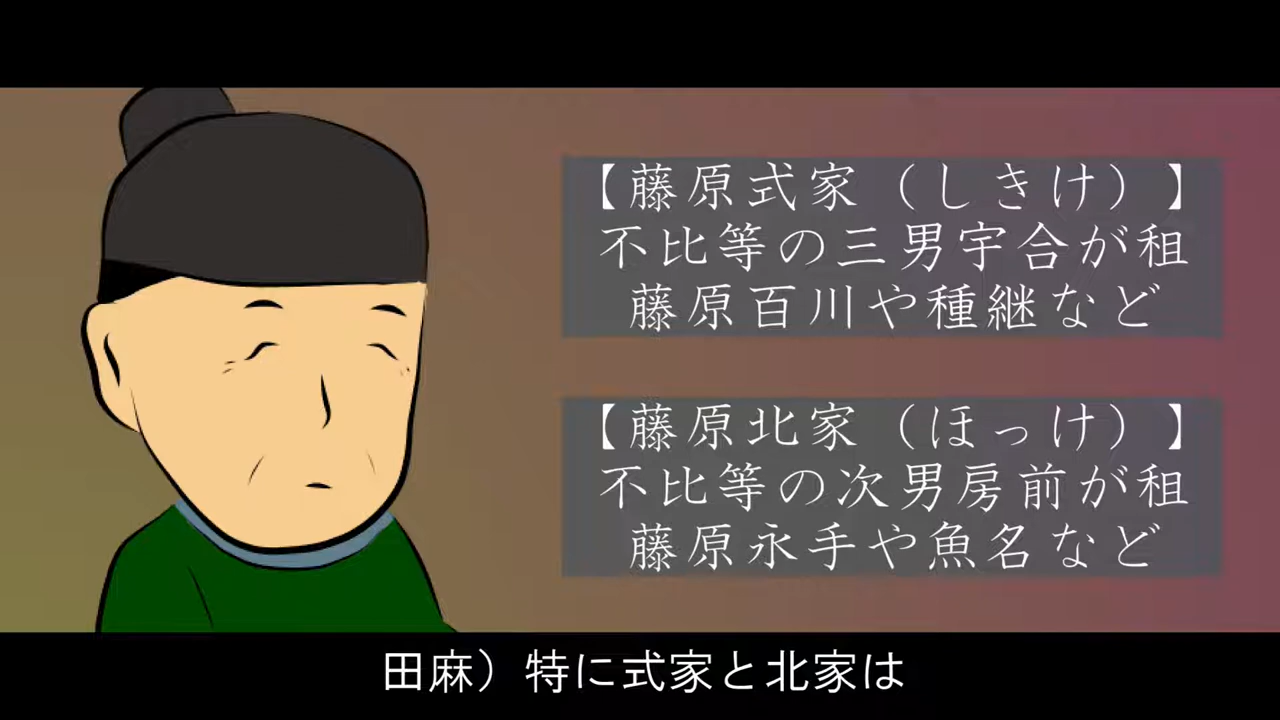 【藤原式家（しきけ）】
不比等の三男宇合が租
藤原百川や種継など
【藤原北家（ほっけ）】
不比等の次男房前が租
藤原永手や魚名など
田麻）特に式家と北家は